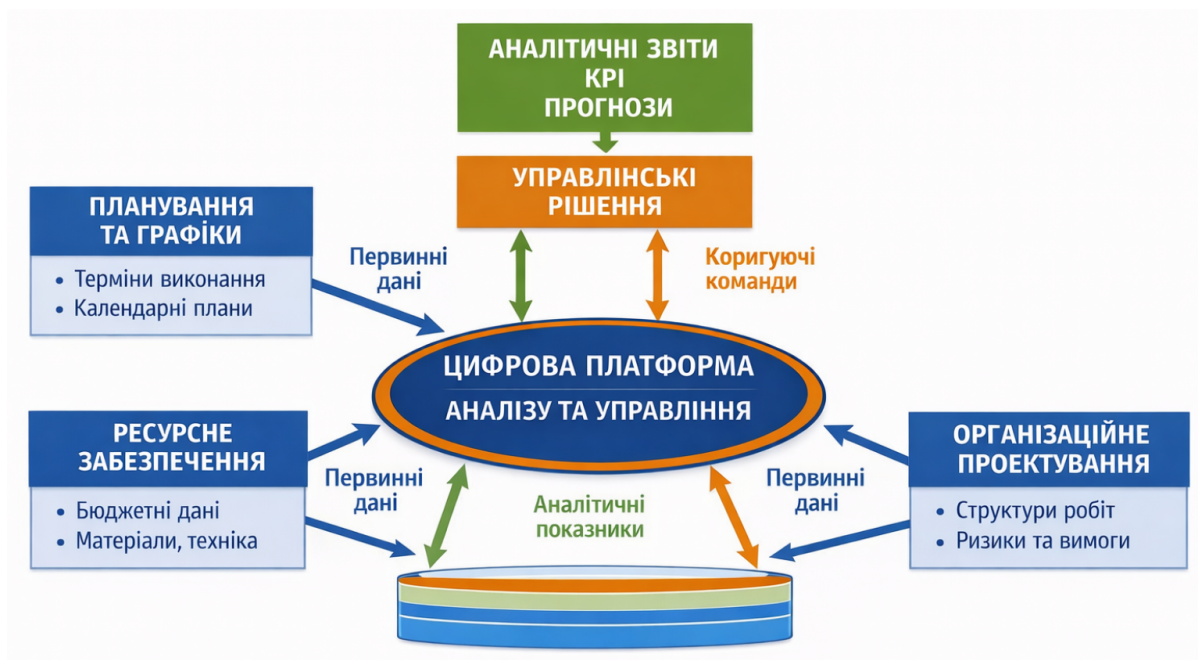 АНАЛІТИЧНІ ЗВІТИ
КРІ
ПРОГНОЗИ
УПРАВЛІНСЬКІ
РІШЕННЯ
ПЛАНУВАННЯ
ТА ГРАФІКИ
• Терміни виконання
• Календарні плани
Первинні
дані
Коригуючі
команди
ЦИФРОВА ПЛАТФОРМА
АНАЛІЗУ ТА УПРАВЛІННЯ
РЕСУРСНЕ
ЗАБЕЗПЕЧЕННЯ
• Бюджетні дані
• Матеріали, техніка
Первинні
дані
Аналітичні
показники
Первинні
дані
ОРГАНІЗАЦІЙНЕ
ПРОЕКТУВАННЯ
• Структури робіт
• Ризики та вимоги